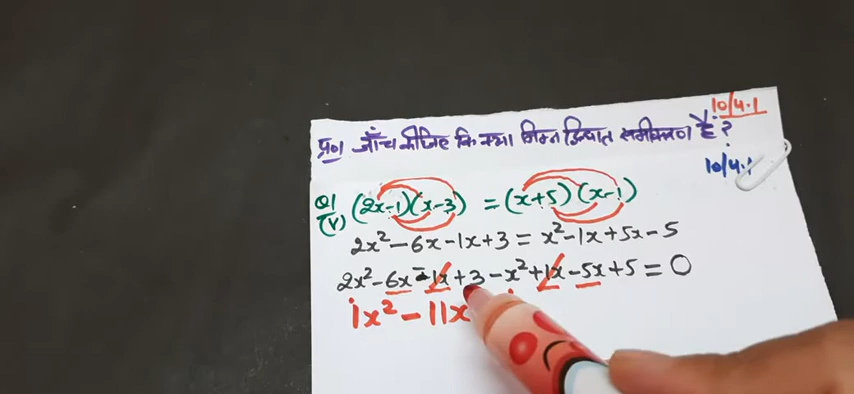 10/4.1
प्र01 जाँच कीजिए कि क्या निम्न द्विघात समीकरण है ?
10/4.1
Q1 (V) (2x-1)(x-3) = (x+5)(x-1)
2x²-6x-1x+3 = x²-1x+5x-5
2x²-6x-1x+3-x²+1x-5x+5=0
1x²-11x